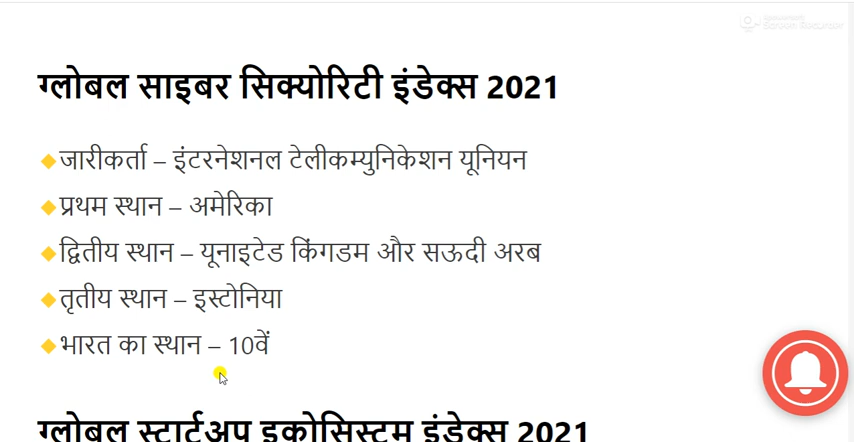 ग्लोबल साइबर सिक्योरिटी इंडेक्स 2021
◆जारीकर्ता – इंटरनेशनल टेलीकम्युनिकेशन यूनियन
◆प्रथम स्थान – अमेरिका
◆द्वितीय स्थान – यूनाइटेड किंगडम और सऊदी अरब
◆तृतीय स्थान – इस्टोनिया
◆भारत का स्थान – 10वें
ग्लोबल स्टार्टअप इकोसिस्टम इंडेक्स 2021